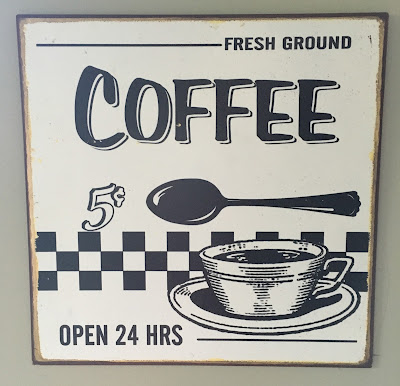 FRESH GROUND
COFFEE
5¢
OPEN 24 HRS